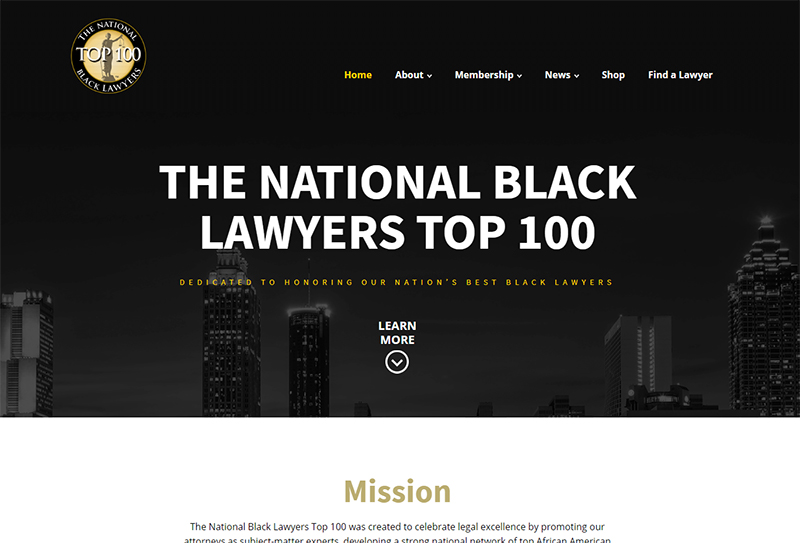 THE NATIONAL
TOP 100
BLACK LAWYERS
Home About Membership News Shop Find a Lawyer
THE NATIONAL BLACK
LAWYERS TOP 100
DEDICATED TO HONORING OUR NATION'S BEST BLACK LAWYERS
LEARN
MORE
Mission
The National Black Lawyers Top 100 was created to celebrate legal excellence by promoting our
attorneys as subject-matter experts, developing a strong national network of top African American